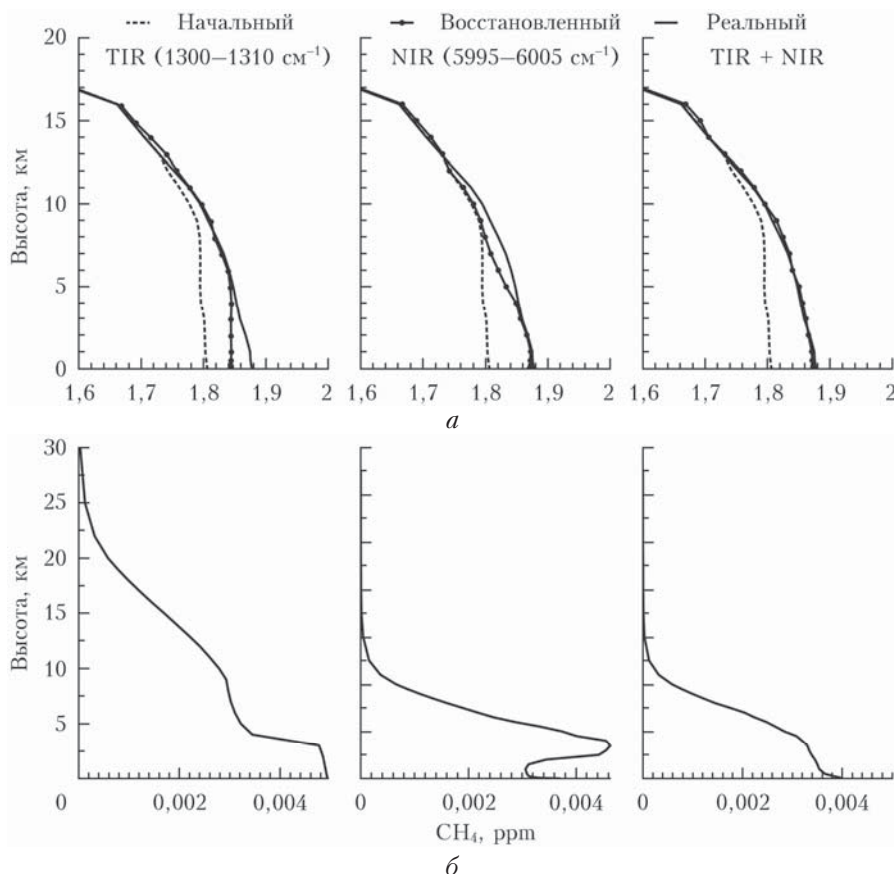 Начальный Восстановленный Реальный
TIR (1300–1310 см⁻¹) NIR (5995–6005 см⁻¹) TIR + NIR
Высота, км
20
15
10
5
0
1,6 1,7 1,8 1,9 2 1,6 1,7 1,8 1,9 2 1,6 1,7 1,8 1,9 2
а
Высота, км
30
25
20
15
10
5
0 0,002 0,004 0 0,002 0,004 0 0,002 0,004
CH₄, ppm
б